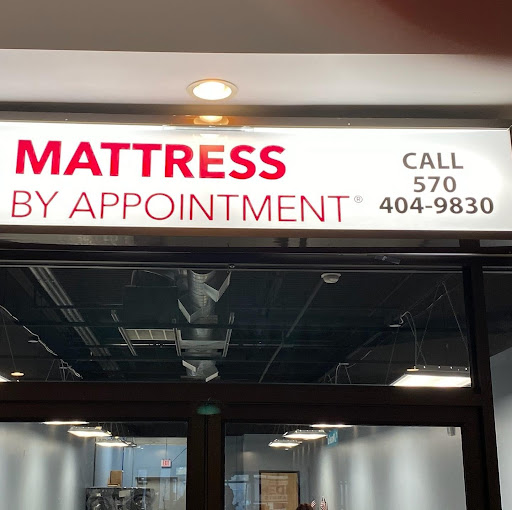 MATTRESS
BY APPOINTMENT®
CALL
570
404-9830